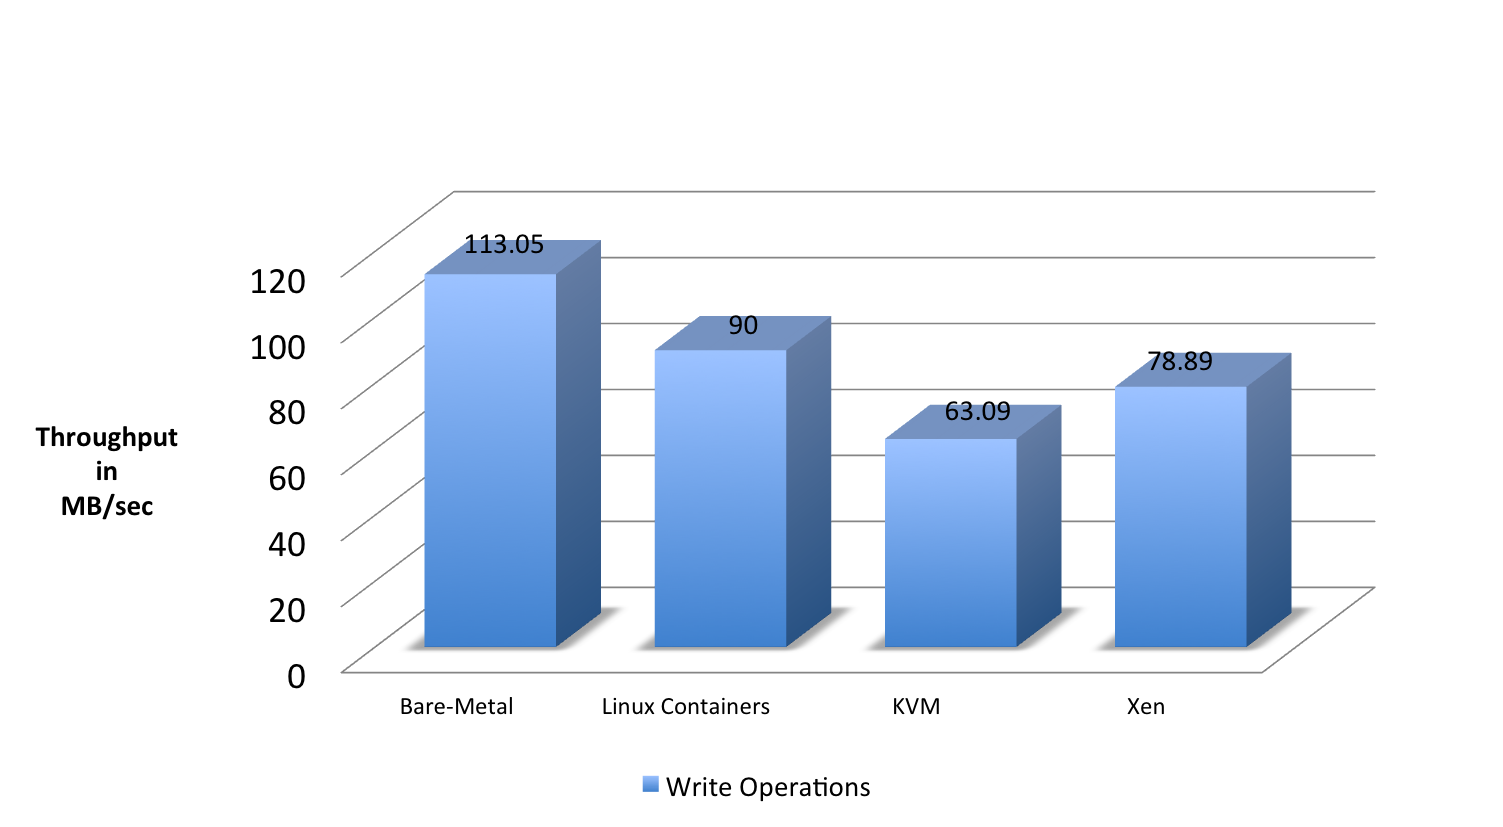 113.05
90
63.09
78.89
120
100
80
60
40
20
0
Throughput
in
MB/sec
Bare-Metal
Linux Containers
KVM
Xen
Write Operations